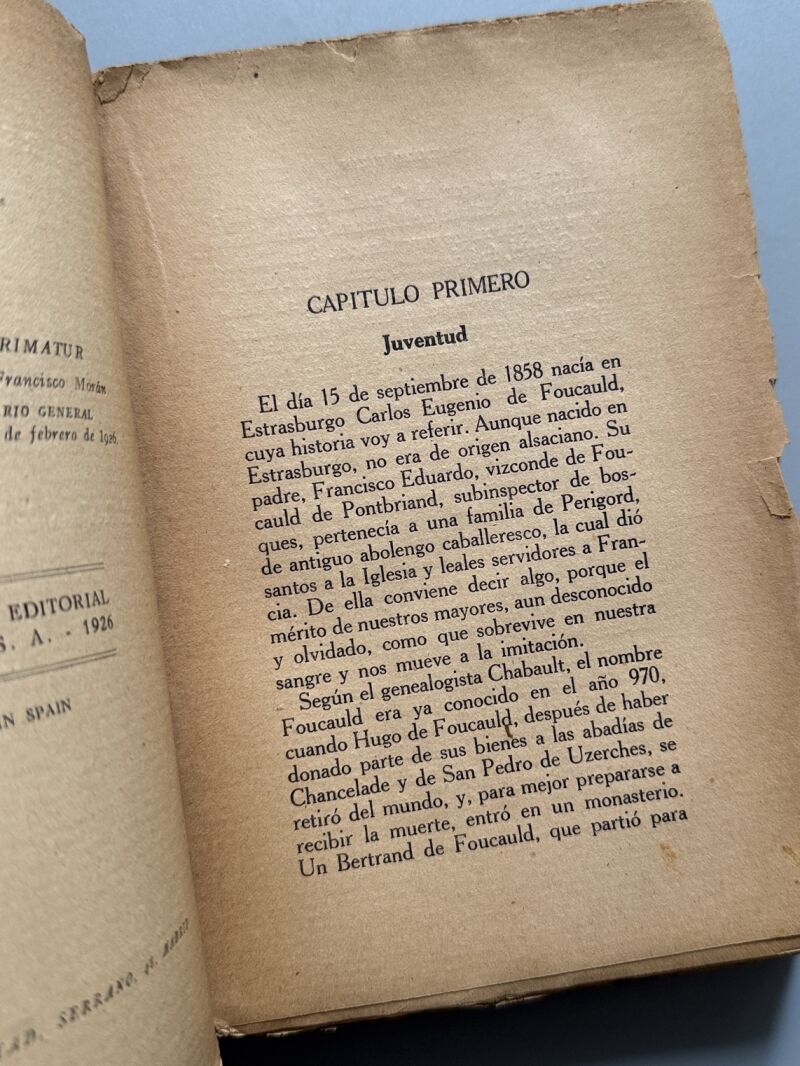 RIMATUR
Francisco Morán
RIO GENERAL
de febrero de 1926.
EDITORIAL
S. A. - 1926
IN SPAIN
SERRANO, MADRID
CAPITULO PRIMERO
Juventud
El día 15 de septiembre de 1858 nacía en
Estrasburgo Carlos Eugenio de Foucauld,
cuya historia voy a referir. Aunque nacido en
Estrasburgo, no era de origen alsaciano. Su
padre, Francisco Eduardo, vizconde de Fou-
cauld de Pontbriand, subinspector de bos-
ques, pertenecía a una familia de Perigord,
de antiguo abolengo caballeresco, la cual dió
santos a la Iglesia y leales servidores a Fran-
cia. De ella conviene decir algo, porque el
mérito de nuestros mayores, aun desconocido
y olvidado, como que sobrevive en nuestra
sangre y nos mueve a la imitación.
Según el genealogista Chabault, el nombre
Foucauld era ya conocido en el año 970,
cuando Hugo de Foucauld, después de haber
donado parte de sus bienes a las abadías de
Chancelade y de San Pedro de Uzerches, se
retiró del mundo, y, para mejor prepararse a
recibir la muerte, entró en un monasterio.
Un Bertrand de Foucauld, que partió para